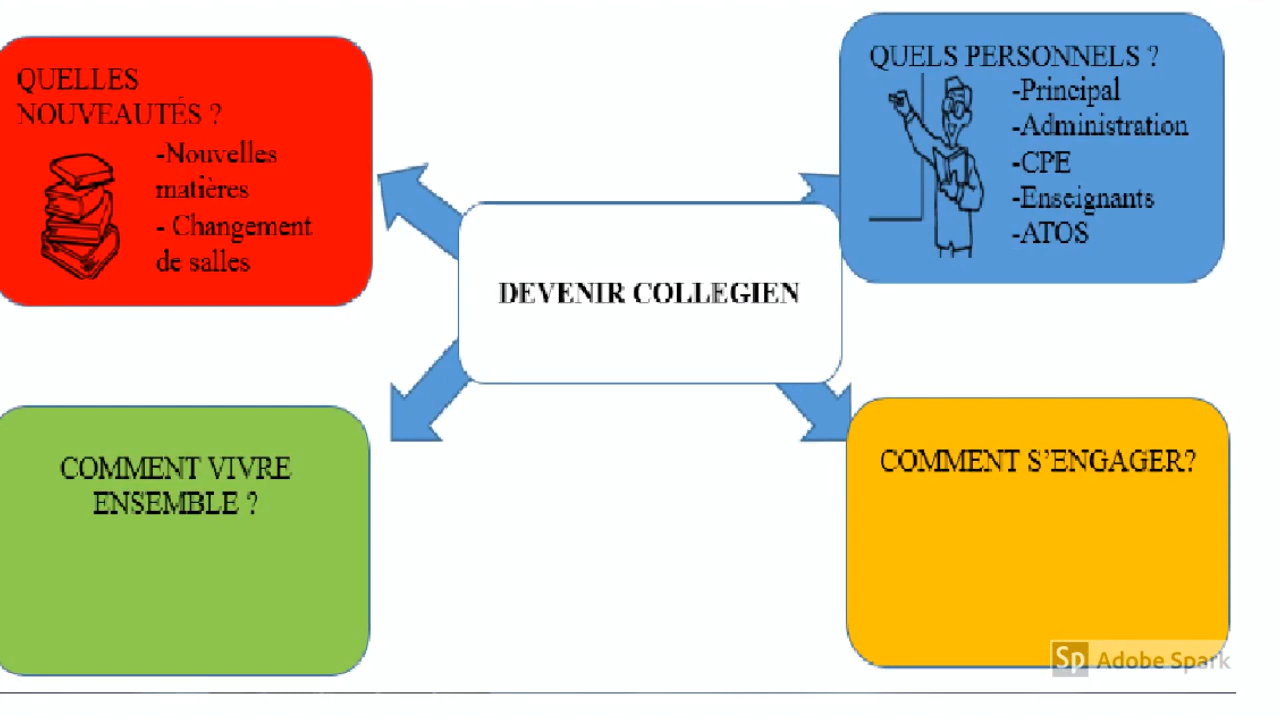 QUELLES
NOUVEAUTÉS ?
-Nouvelles
matières
- Changement
de salles
QUELS PERSONNELS ?
-Principal
-Administration
-CPE
-Enseignants
-ATOS
DEVENIR COLLEGIEN
COMMENT VIVRE
ENSEMBLE ?
COMMENT S'ENGAGER?
Sp Adobe Spark